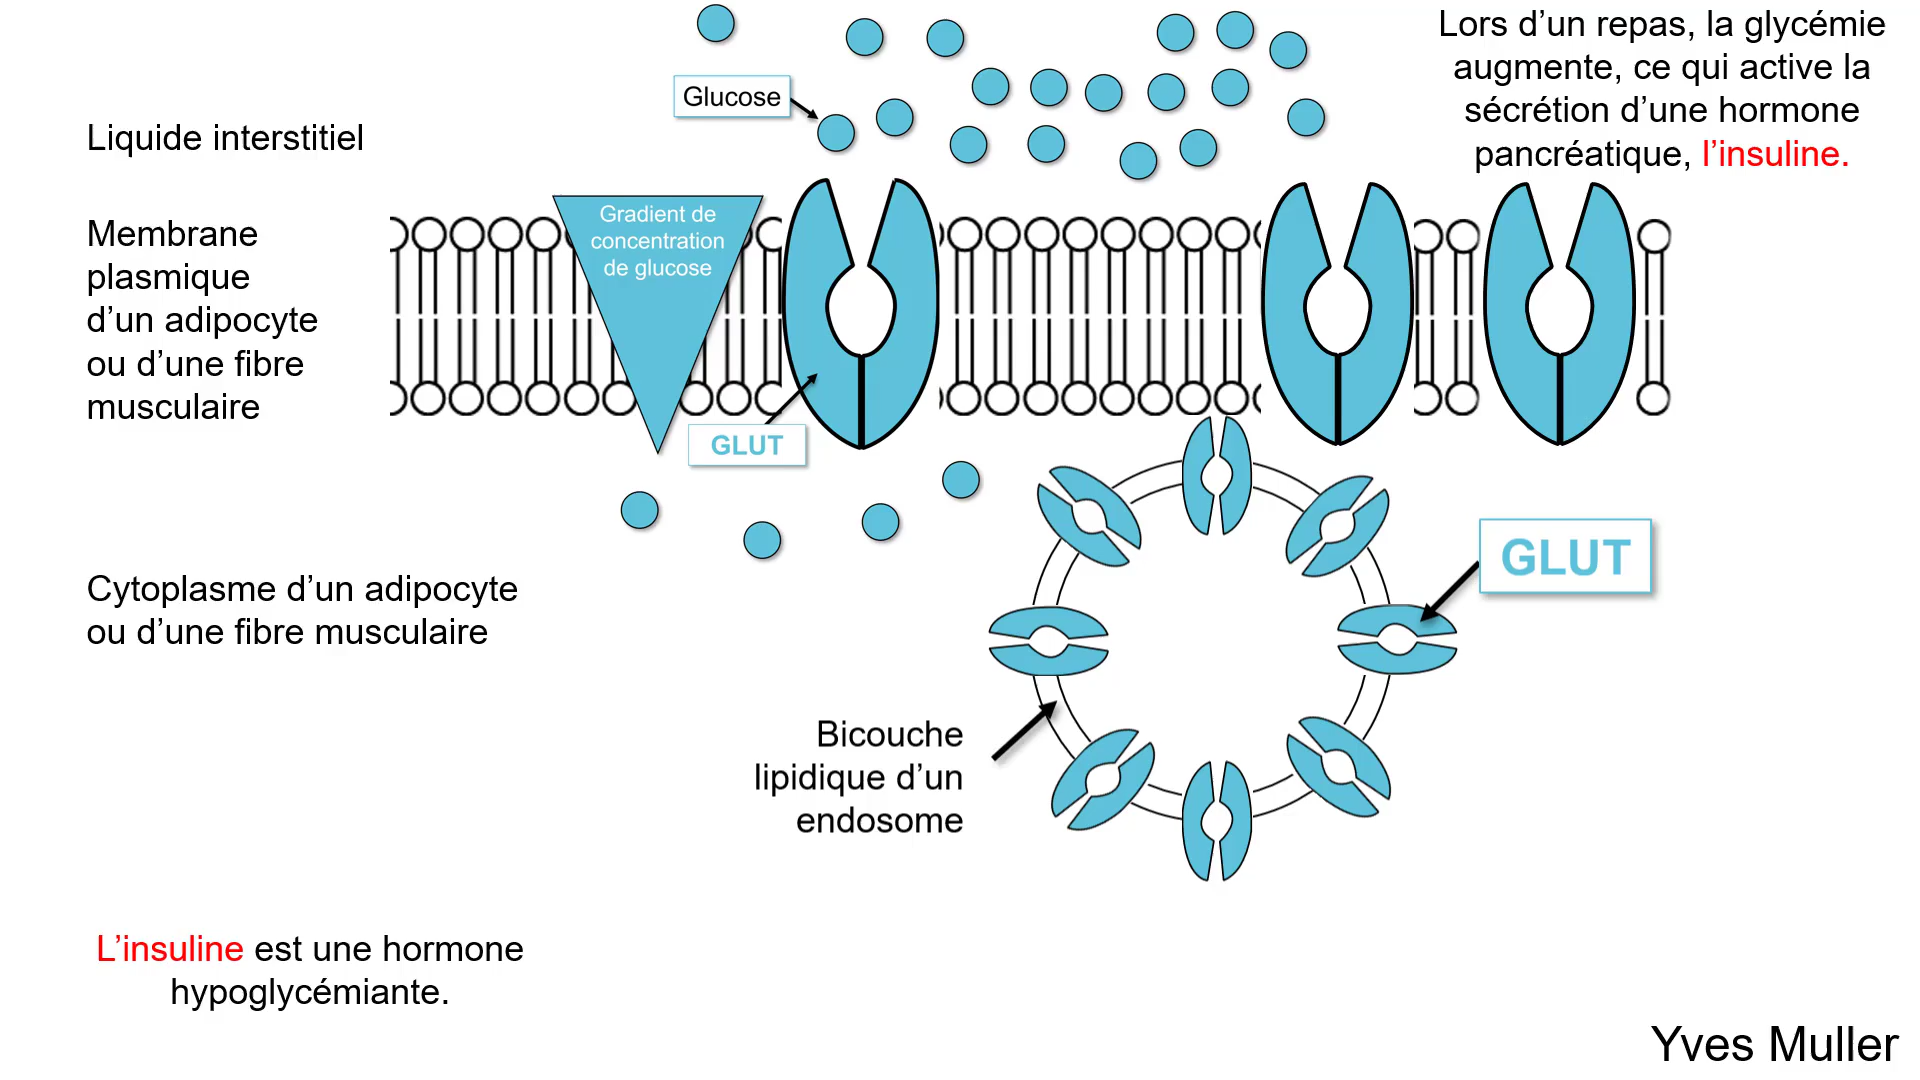 Lors d’un repas, la glycémie
augmente, ce qui active la
sécrétion d’une hormone
pancréatique, l’insuline.
Glucose
Liquide interstitiel
Gradient de
concentration
de glucose
Membrane
plasmique
d’un adipocyte
ou d’une fibre
musculaire
GLUT
GLUT
Cytoplasme d’un adipocyte
ou d’une fibre musculaire
Bicouche
lipidique d’un
endosome
L’insuline est une hormone
hypoglycémiante.
Yves Muller